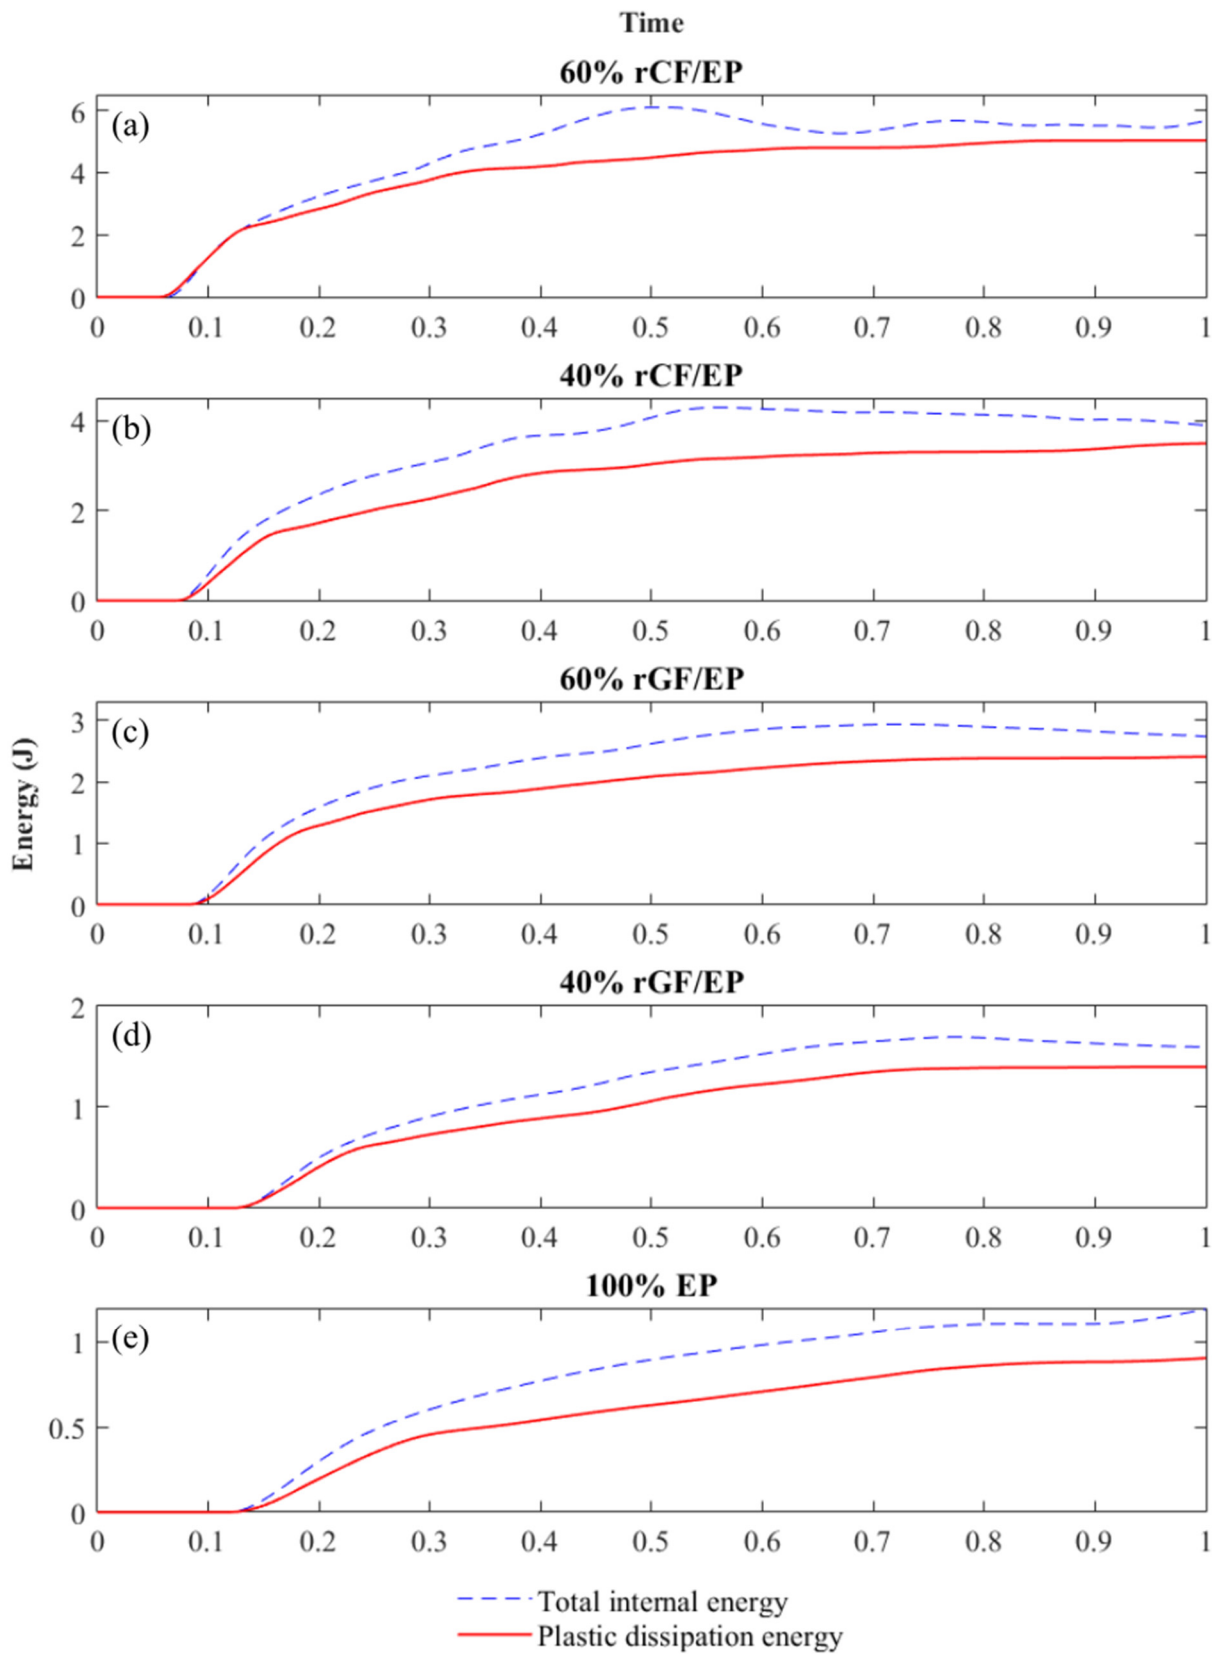 Time
60% rCF/EP
(a)
6
4
2
0
0 0.1 0.2 0.3 0.4 0.5 0.6 0.7 0.8 0.9 1
40% rCF/EP
(b)
4
2
0
0 0.1 0.2 0.3 0.4 0.5 0.6 0.7 0.8 0.9 1
60% rGF/EP
(c)
3
2
1
0
0 0.1 0.2 0.3 0.4 0.5 0.6 0.7 0.8 0.9 1
Energy (J)
40% rGF/EP
(d)
2
1
0
0 0.1 0.2 0.3 0.4 0.5 0.6 0.7 0.8 0.9 1
100% EP
(e)
1
0.5
0
0 0.1 0.2 0.3 0.4 0.5 0.6 0.7 0.8 0.9 1
Total internal energy
Plastic dissipation energy